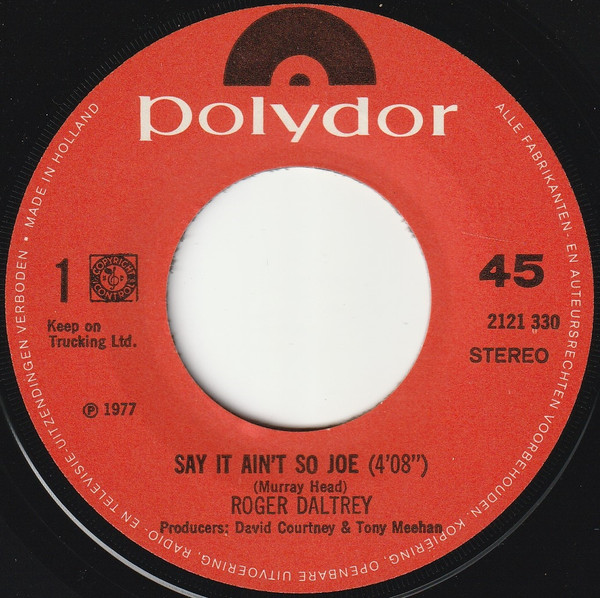 polydor
• MADE IN HOLLAND
ALLE FABRIKANTEN- EN AUTEURSRECHTEN VOORBEHOUDEN. KOPIËRING, OPENBARE UITVOERING, RADIO- EN TELEVISIE-UITZENDINGEN VERBODEN
1
COPYRIGHT CONTROL
45
Keep on
Trucking Ltd.
2121 330
STEREO
℗ 1977
SAY IT AIN'T SO JOE (4'08")
(Murray Head)
ROGER DALTREY
Producers: David Courtney & Tony Meehan